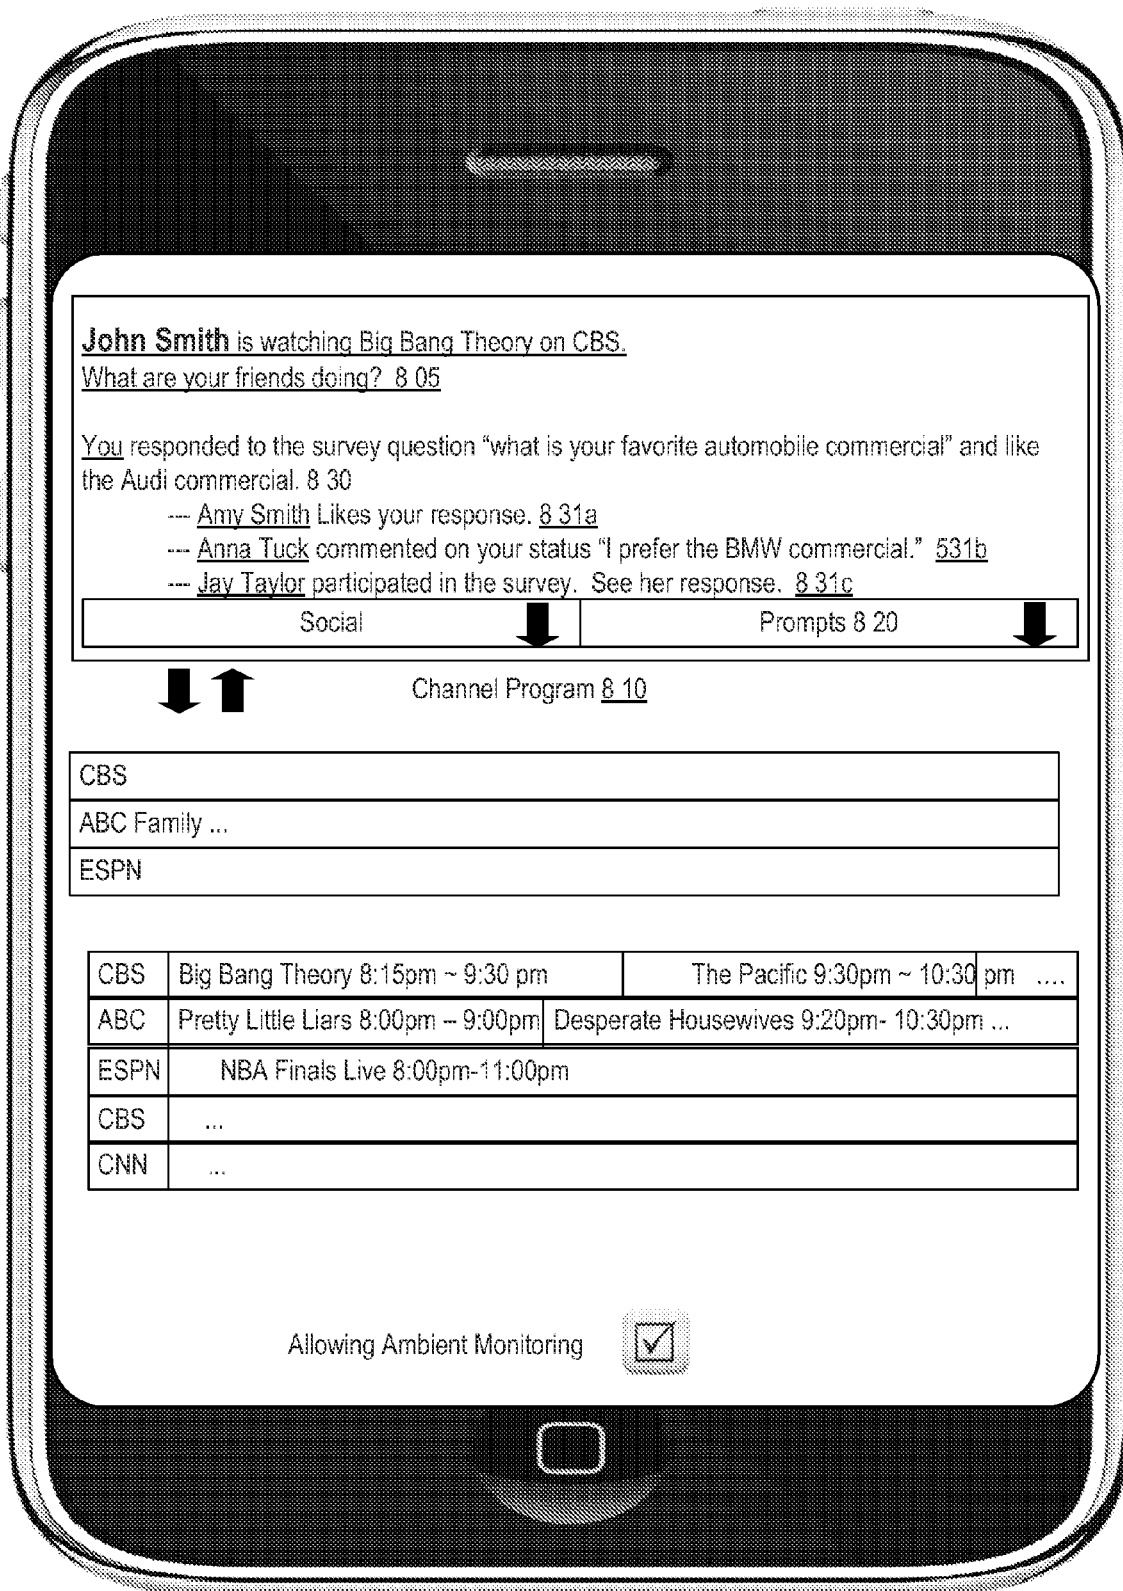 John Smith is watching Big Bang Theory on CBS.
What are your friends doing? 8 05
You responded to the survey question “what is your favorite automobile commercial” and like
the Audi commercial. 8 30
--- Amy Smith Likes your response. 8 31a
--- Anna Tuck commented on your status “I prefer the BMW commercial.” 531b
--- Jay Taylor participated in the survey. See her response. 8 31c
Social Prompts 8 20
Channel Program 8 10
CBS
ABC Family ...
ESPN
CBS Big Bang Theory 8:15pm ~ 9:30 pm The Pacific 9:30pm ~ 10:30 pm ....
ABC Pretty Little Liars 8:00pm – 9:00pm Desperate Housewives 9:20pm- 10:30pm ...
ESPN NBA Finals Live 8:00pm-11:00pm
CBS ...
CNN ...
Allowing Ambient Monitoring